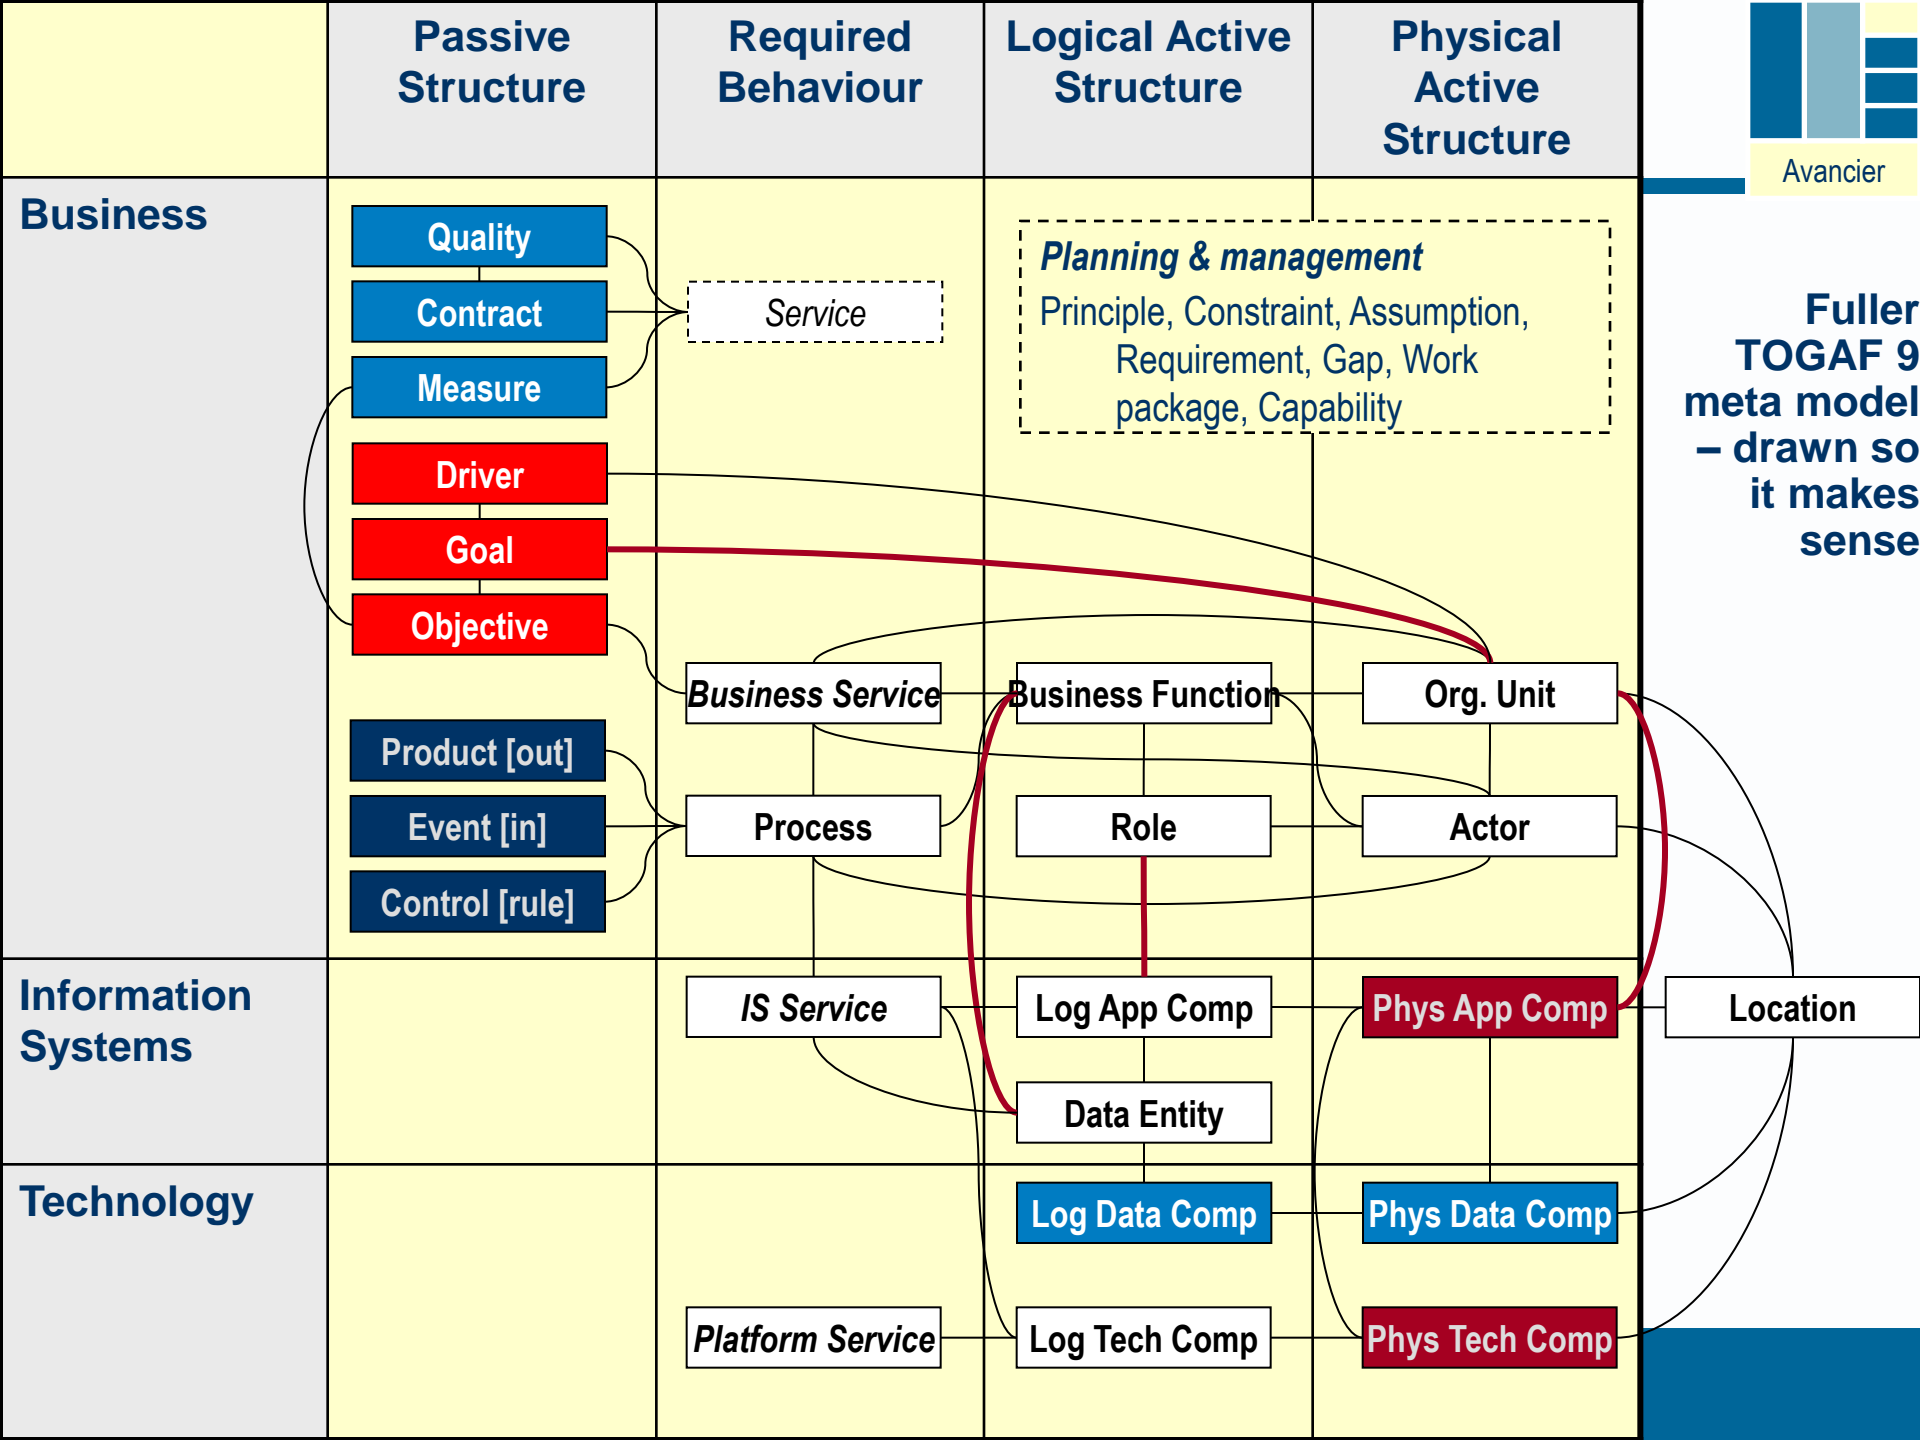 Passive
Structure
Required
Behaviour
Logical Active
Structure
Physical
Active
Structure
Avancier
Fuller
TOGAF 9
meta model
– drawn so
it makes
sense
Business
Quality
Contract
Measure
Service
Planning & management
Principle, Constraint, Assumption,
Requirement, Gap, Work
package, Capability
Driver
Goal
Objective
Business Service
Business Function
Org. Unit
Product [out]
Event [in]
Control [rule]
Process
Role
Actor
Information
Systems
IS Service
Log App Comp
Phys App Comp
Location
Data Entity
Technology
Log Data Comp
Phys Data Comp
Platform Service
Log Tech Comp
Phys Tech Comp